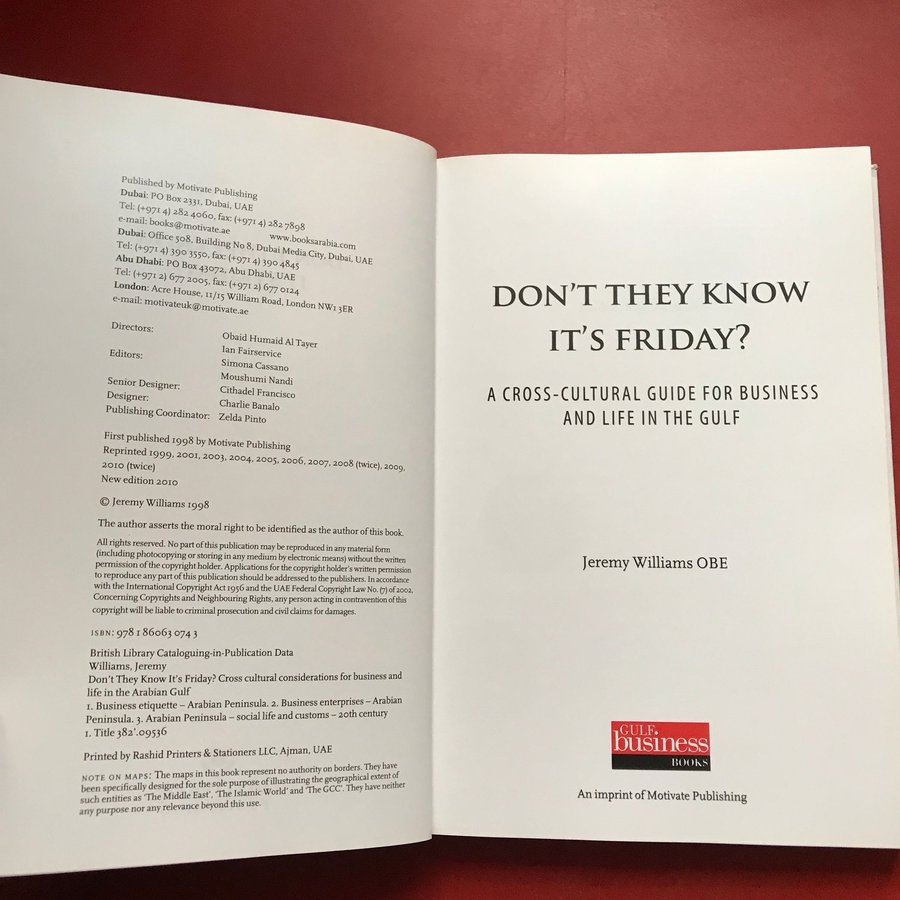 Published by Motivate Publishing
Dubai: PO Box 2331, Dubai, UAE
Tel: (+971 4) 282 4060, fax: (+971 4) 282 7898
e-mail: books@motivate.ae www.booksarabia.com
Dubai: Office 508, Building No 8, Dubai Media City, Dubai, UAE
Tel: (+971 4) 390 3550, fax: (+971 4) 390 4845
Abu Dhabi: PO Box 43072, Abu Dhabi, UAE
Tel: (+971 2) 677 2005, fax: (+971 2) 677 0124
London: Acre House, 11/15 William Road, London NW1 3ER
e-mail: motivateuk@motivate.ae
Directors: Obaid Humaid Al Tayer
Ian Fairservice
Editors: Simona Cassano
Moushumi Nandi
Senior Designer: Cithadel Francisco
Designer: Charlie Banalo
Publishing Coordinator: Zelda Pinto
First published 1998 by Motivate Publishing
Reprinted 1999, 2001, 2003, 2004, 2005, 2006, 2007, 2008 (twice), 2009,
2010 (twice)
New edition 2010
© Jeremy Williams 1998
The author asserts the moral right to be identified as the author of this book.
All rights reserved. No part of this publication may be reproduced in any material form
(including photocopying or storing in any medium by electronic means) without the written
permission of the copyright holder. Applications for the copyright holder's written permission
to reproduce any part of this publication should be addressed to the publishers. In accordance
with the International Copyright Act 1956 and the UAE Federal Copyright Law No. (7) of 2002,
Concerning Copyrights and Neighbouring Rights, any person acting in contravention of this
copyright will be liable to criminal prosecution and civil claims for damages.
ISBN: 978 1 86063 074 3
British Library Cataloguing-in-Publication Data
Williams, Jeremy
Don't They Know It's Friday? Cross cultural considerations for business and
life in the Arabian Gulf
1. Business etiquette – Arabian Peninsula. 2. Business enterprises – Arabian
Peninsula. 3. Arabian Peninsula – social life and customs – 20th century
1. Title 382'.09536
Printed by Rashid Printers & Stationers LLC, Ajman, UAE
NOTE ON MAPS: The maps in this book represent no authority on borders. They have
been specifically designed for the sole purpose of illustrating the geographical extent of
such entities as 'The Middle East', 'The Islamic World' and 'The GCC'. They have neither
any purpose nor any relevance beyond this use.
DON'T THEY KNOW
IT'S FRIDAY?
A CROSS-CULTURAL GUIDE FOR BUSINESS
AND LIFE IN THE GULF
Jeremy Williams OBE
GULF
business
BOOKS
An imprint of Motivate Publishing